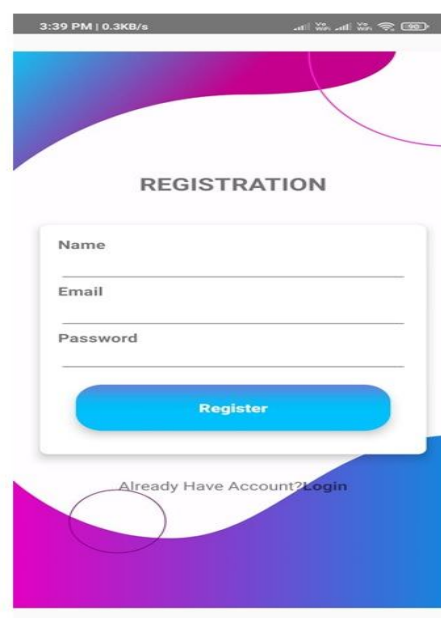 3:39 PM | 0.3KB/s
REGISTRATION
Name
Email
Password
Register
Already Have Account?Login